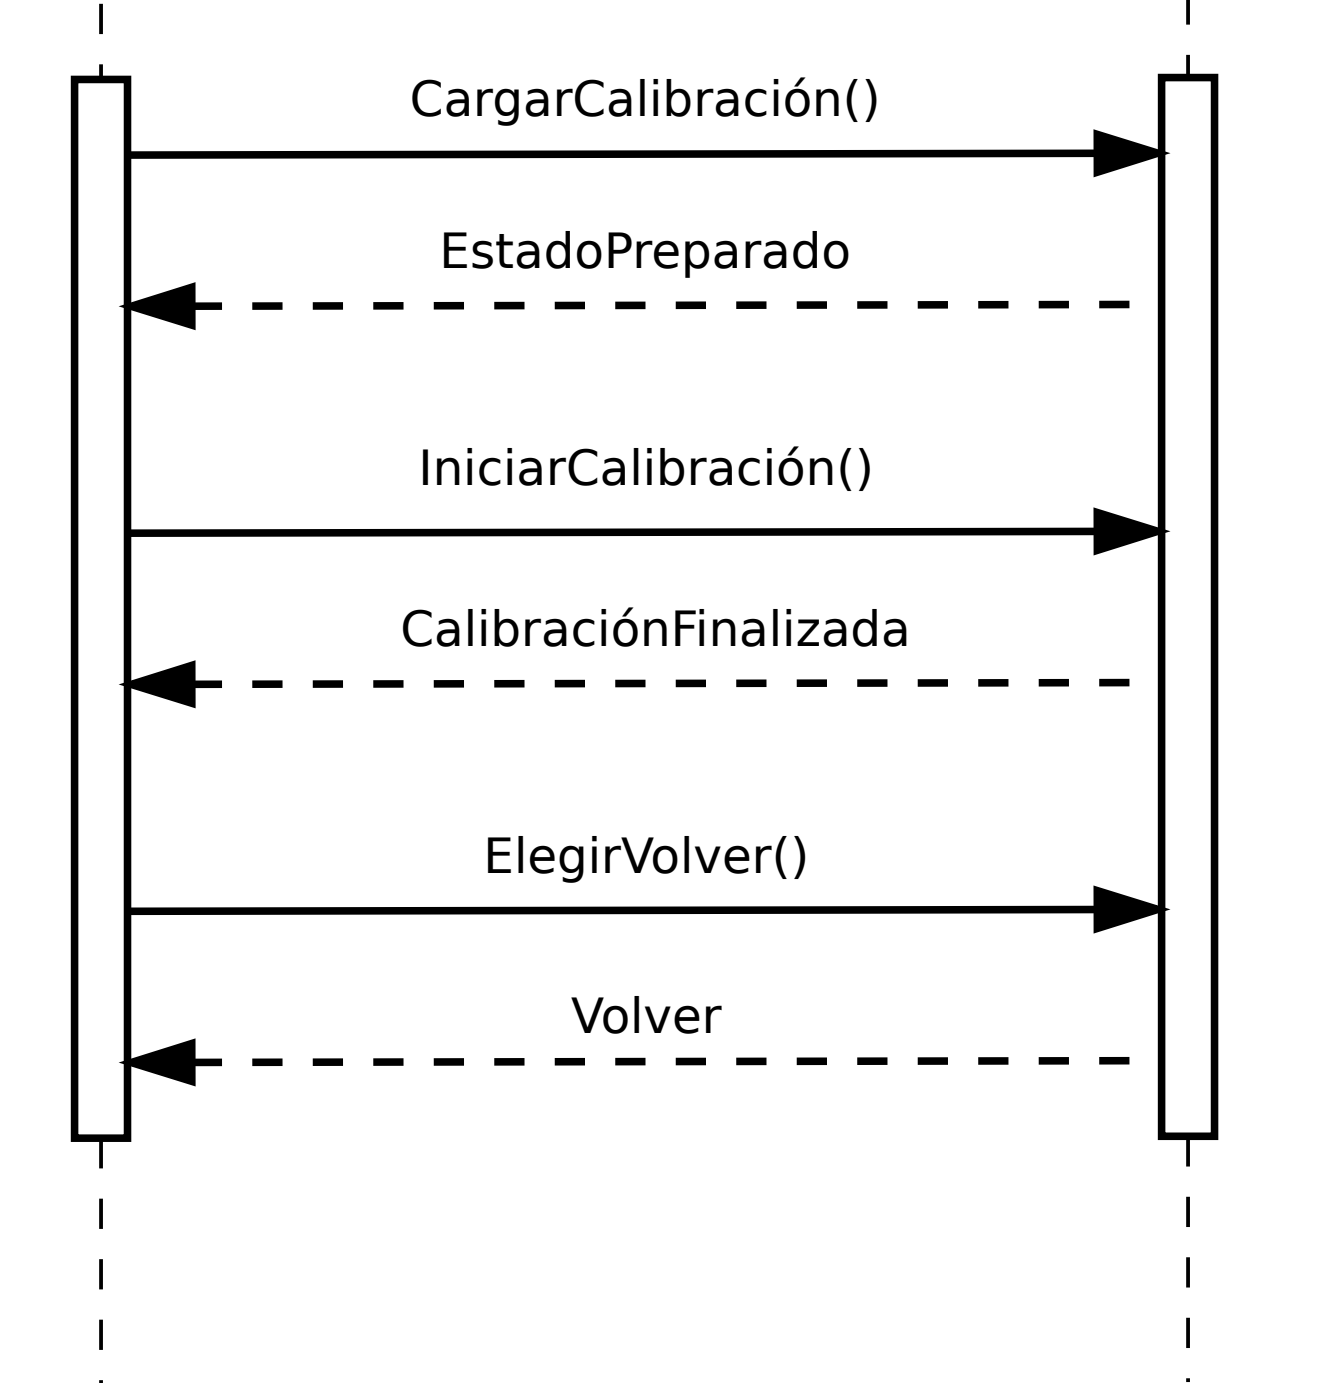 CargarCalibración()
EstadoPreparado
IniciarCalibración()
CalibraciónFinalizada
ElegirVolver()
Volver